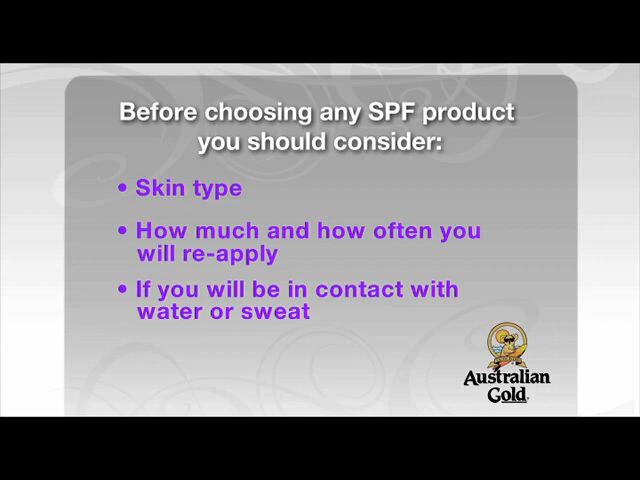 Before choosing any SPF product
you should consider:
• Skin type
• How much and how often you
will re-apply
• If you will be in contact with
water or sweat
Australian
Gold®